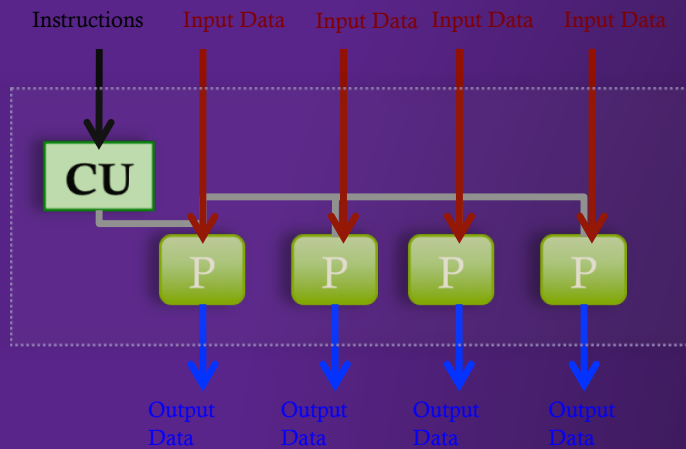 Instructions Input Data Input Data Input Data Input Data
CU
P P P P
Output Output Output Output
Data Data Data Data